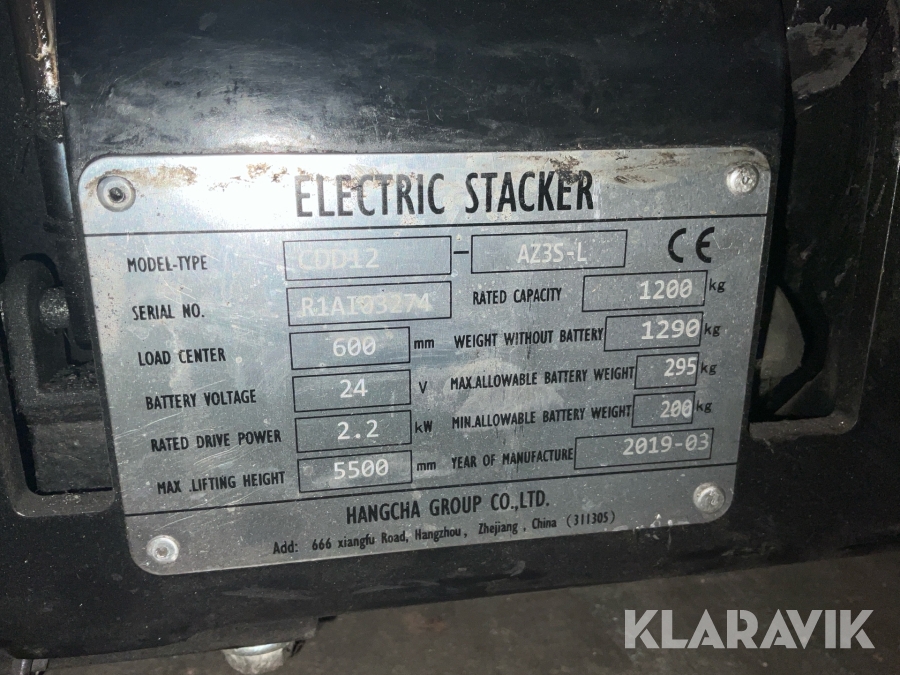 ELECTRIC STACKER
MODEL-TYPE CDD12 - AZ3S-L CE
SERIAL NO. R1AI03274 RATED CAPACITY 1200 kg
LOAD CENTER 600 mm WEIGHT WITHOUT BATTERY 1290 kg
BATTERY VOLTAGE 24 V MAX.ALLOWABLE BATTERY WEIGHT 295 kg
RATED DRIVE POWER 2.2 kW MIN.ALLOWABLE BATTERY WEIGHT 200 kg
MAX .LIFTING HEIGHT 5500 mm YEAR OF MANUFACTURE 2019-03
HANGCHA GROUP CO.,LTD.
Add: 666 xiangfu Road, Hangzhou, Zhejiang, China (311305)
KLARAVIK